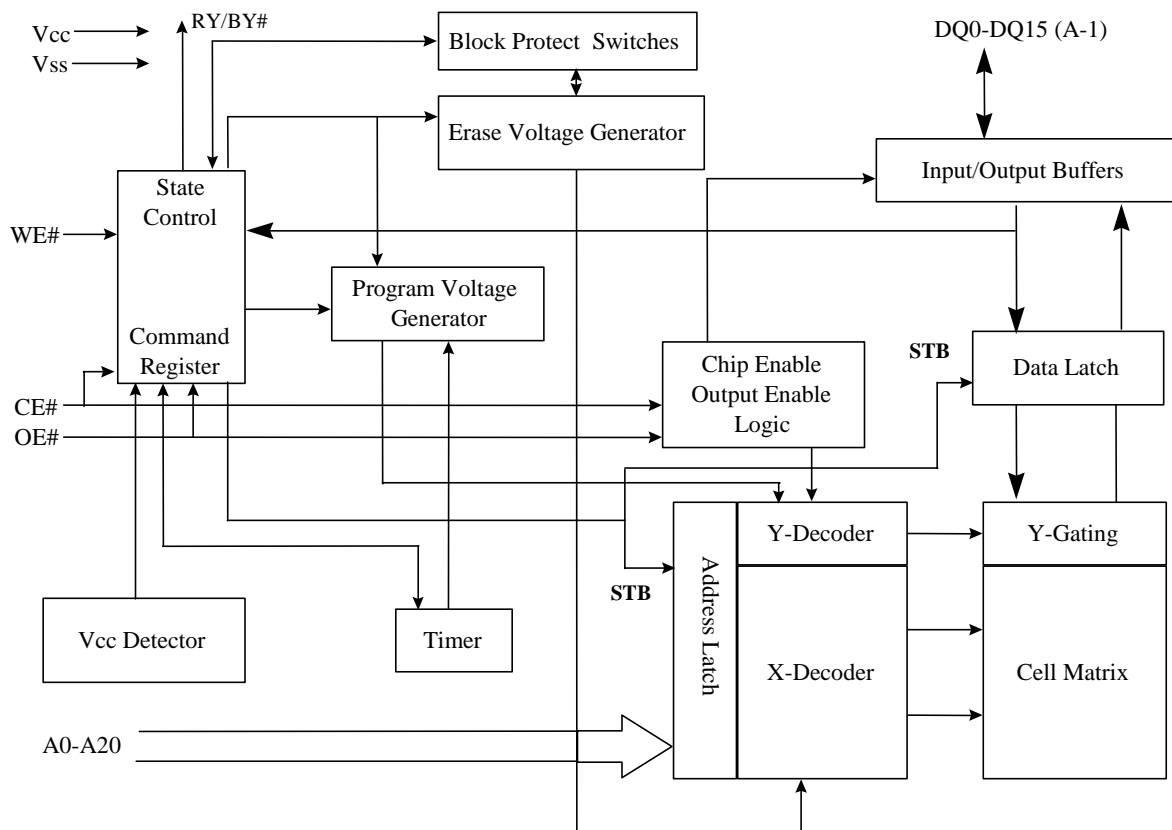 Vcc
Vss
RY/BY#
Block Protect Switches
DQ0-DQ15 (A-1)
Erase Voltage Generator
Input/Output Buffers
State
Control
WE#
Program Voltage
Generator
Command
Register
STB
Chip Enable
Output Enable
Logic
Data Latch
CE#
OE#
Y-Decoder
Y-Gating
Address Latch
STB
Vcc Detector
Timer
X-Decoder
Cell Matrix
A0-A20